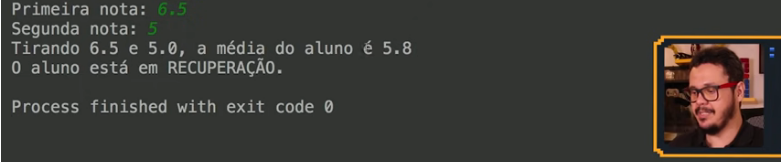 Primeira nota: 6.5
Segunda nota: 5
Tirando 6.5 e 5.0, a média do aluno é 5.8
O aluno está em RECUPERAÇÃO.
Process finished with exit code 0